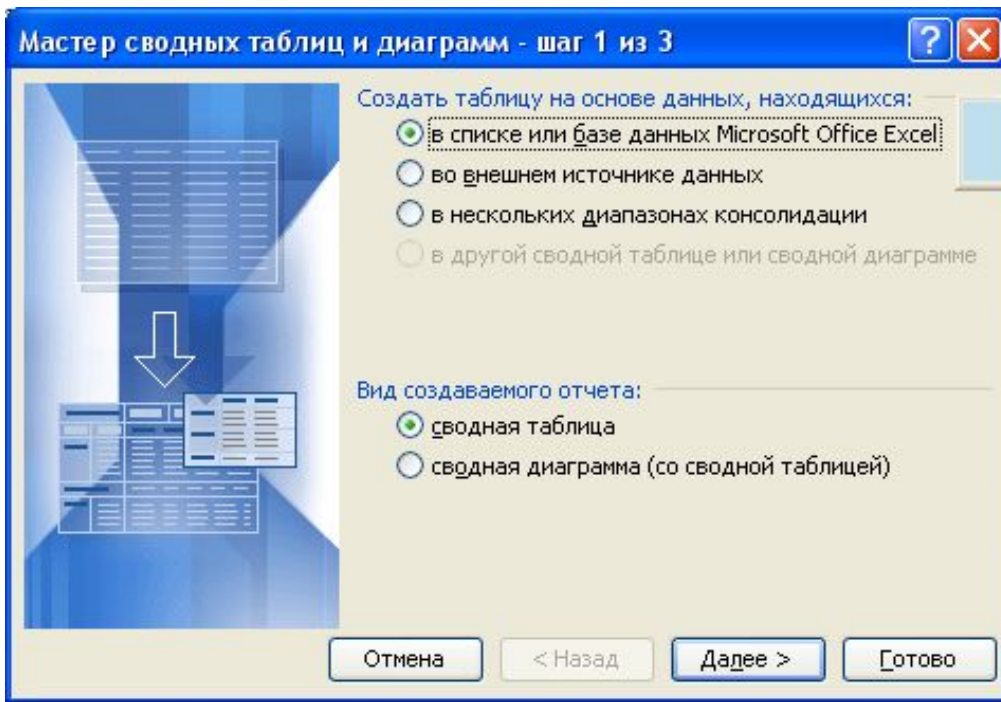 Мастер сводных таблиц и диаграмм - шаг 1 из 3
Создать таблицу на основе данных, находящихся:
в списке или базе данных Microsoft Office Excel
во внешнем источнике данных
в нескольких диапазонах консолидации
в другой сводной таблице или сводной диаграмме
Вид создаваемого отчета:
сводная таблица
сводная диаграмма (со сводной таблицей)
Отмена < Назад Далее > Готово